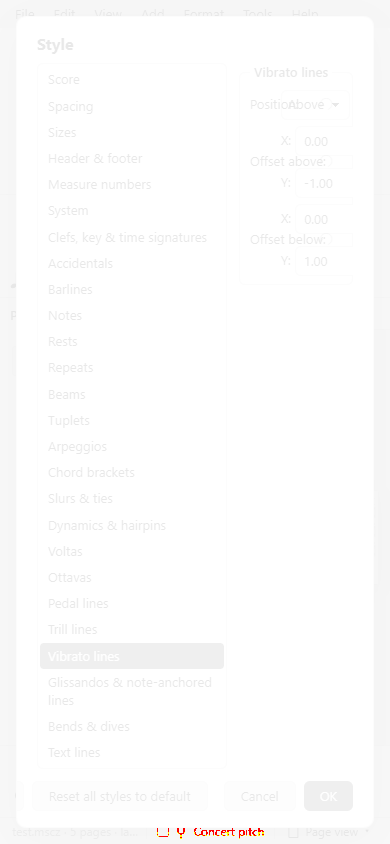 File Edit View Add Format Tools Help
Style
Score
Spacing
Sizes
Header & footer
Measure numbers
System
Clefs, key & time signatures
Accidentals
Barlines
Notes
Rests
Repeats
Beams
Tuplets
Arpeggios
Chord brackets
Slurs & ties
Dynamics & hairpins
Voltas
Ottavas
Pedal lines
Trill lines
Vibrato lines
Glissandos & note-anchored
lines
Bends & dives
Text lines
Vibrato lines
Position: Above
X: 0.00
Offset above:
Y: -1.00
X: 0.00
Offset below:
Y: 1.00
Reset all styles to default Cancel OK
Concert pitch Page view